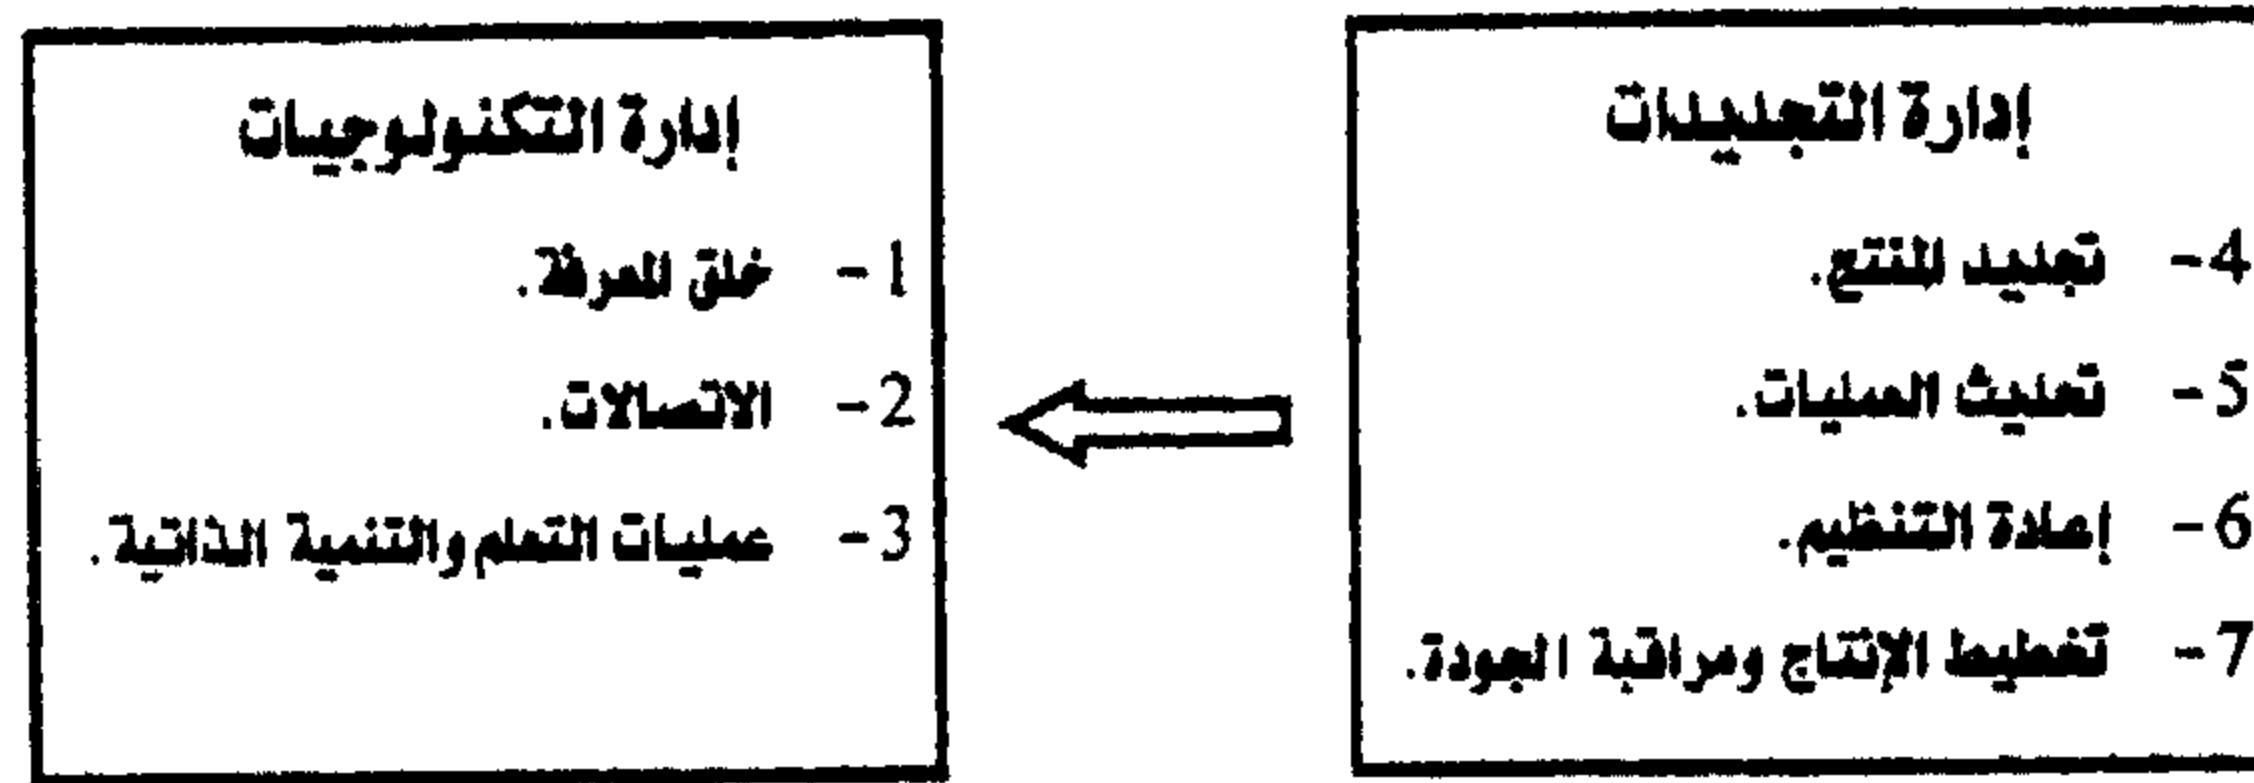 إدارة التجديدات
4- تجديد المنتج.
5- تحديث العمليات.
6- إعادة التنظيم.
7- تخطيط الإنتاج ومراقبة الجودة.
إدارة التكنولوجيات
1- خلق المعرفة.
2- الاتصالات.
3- عمليات التعلم والتنمية الذاتية.